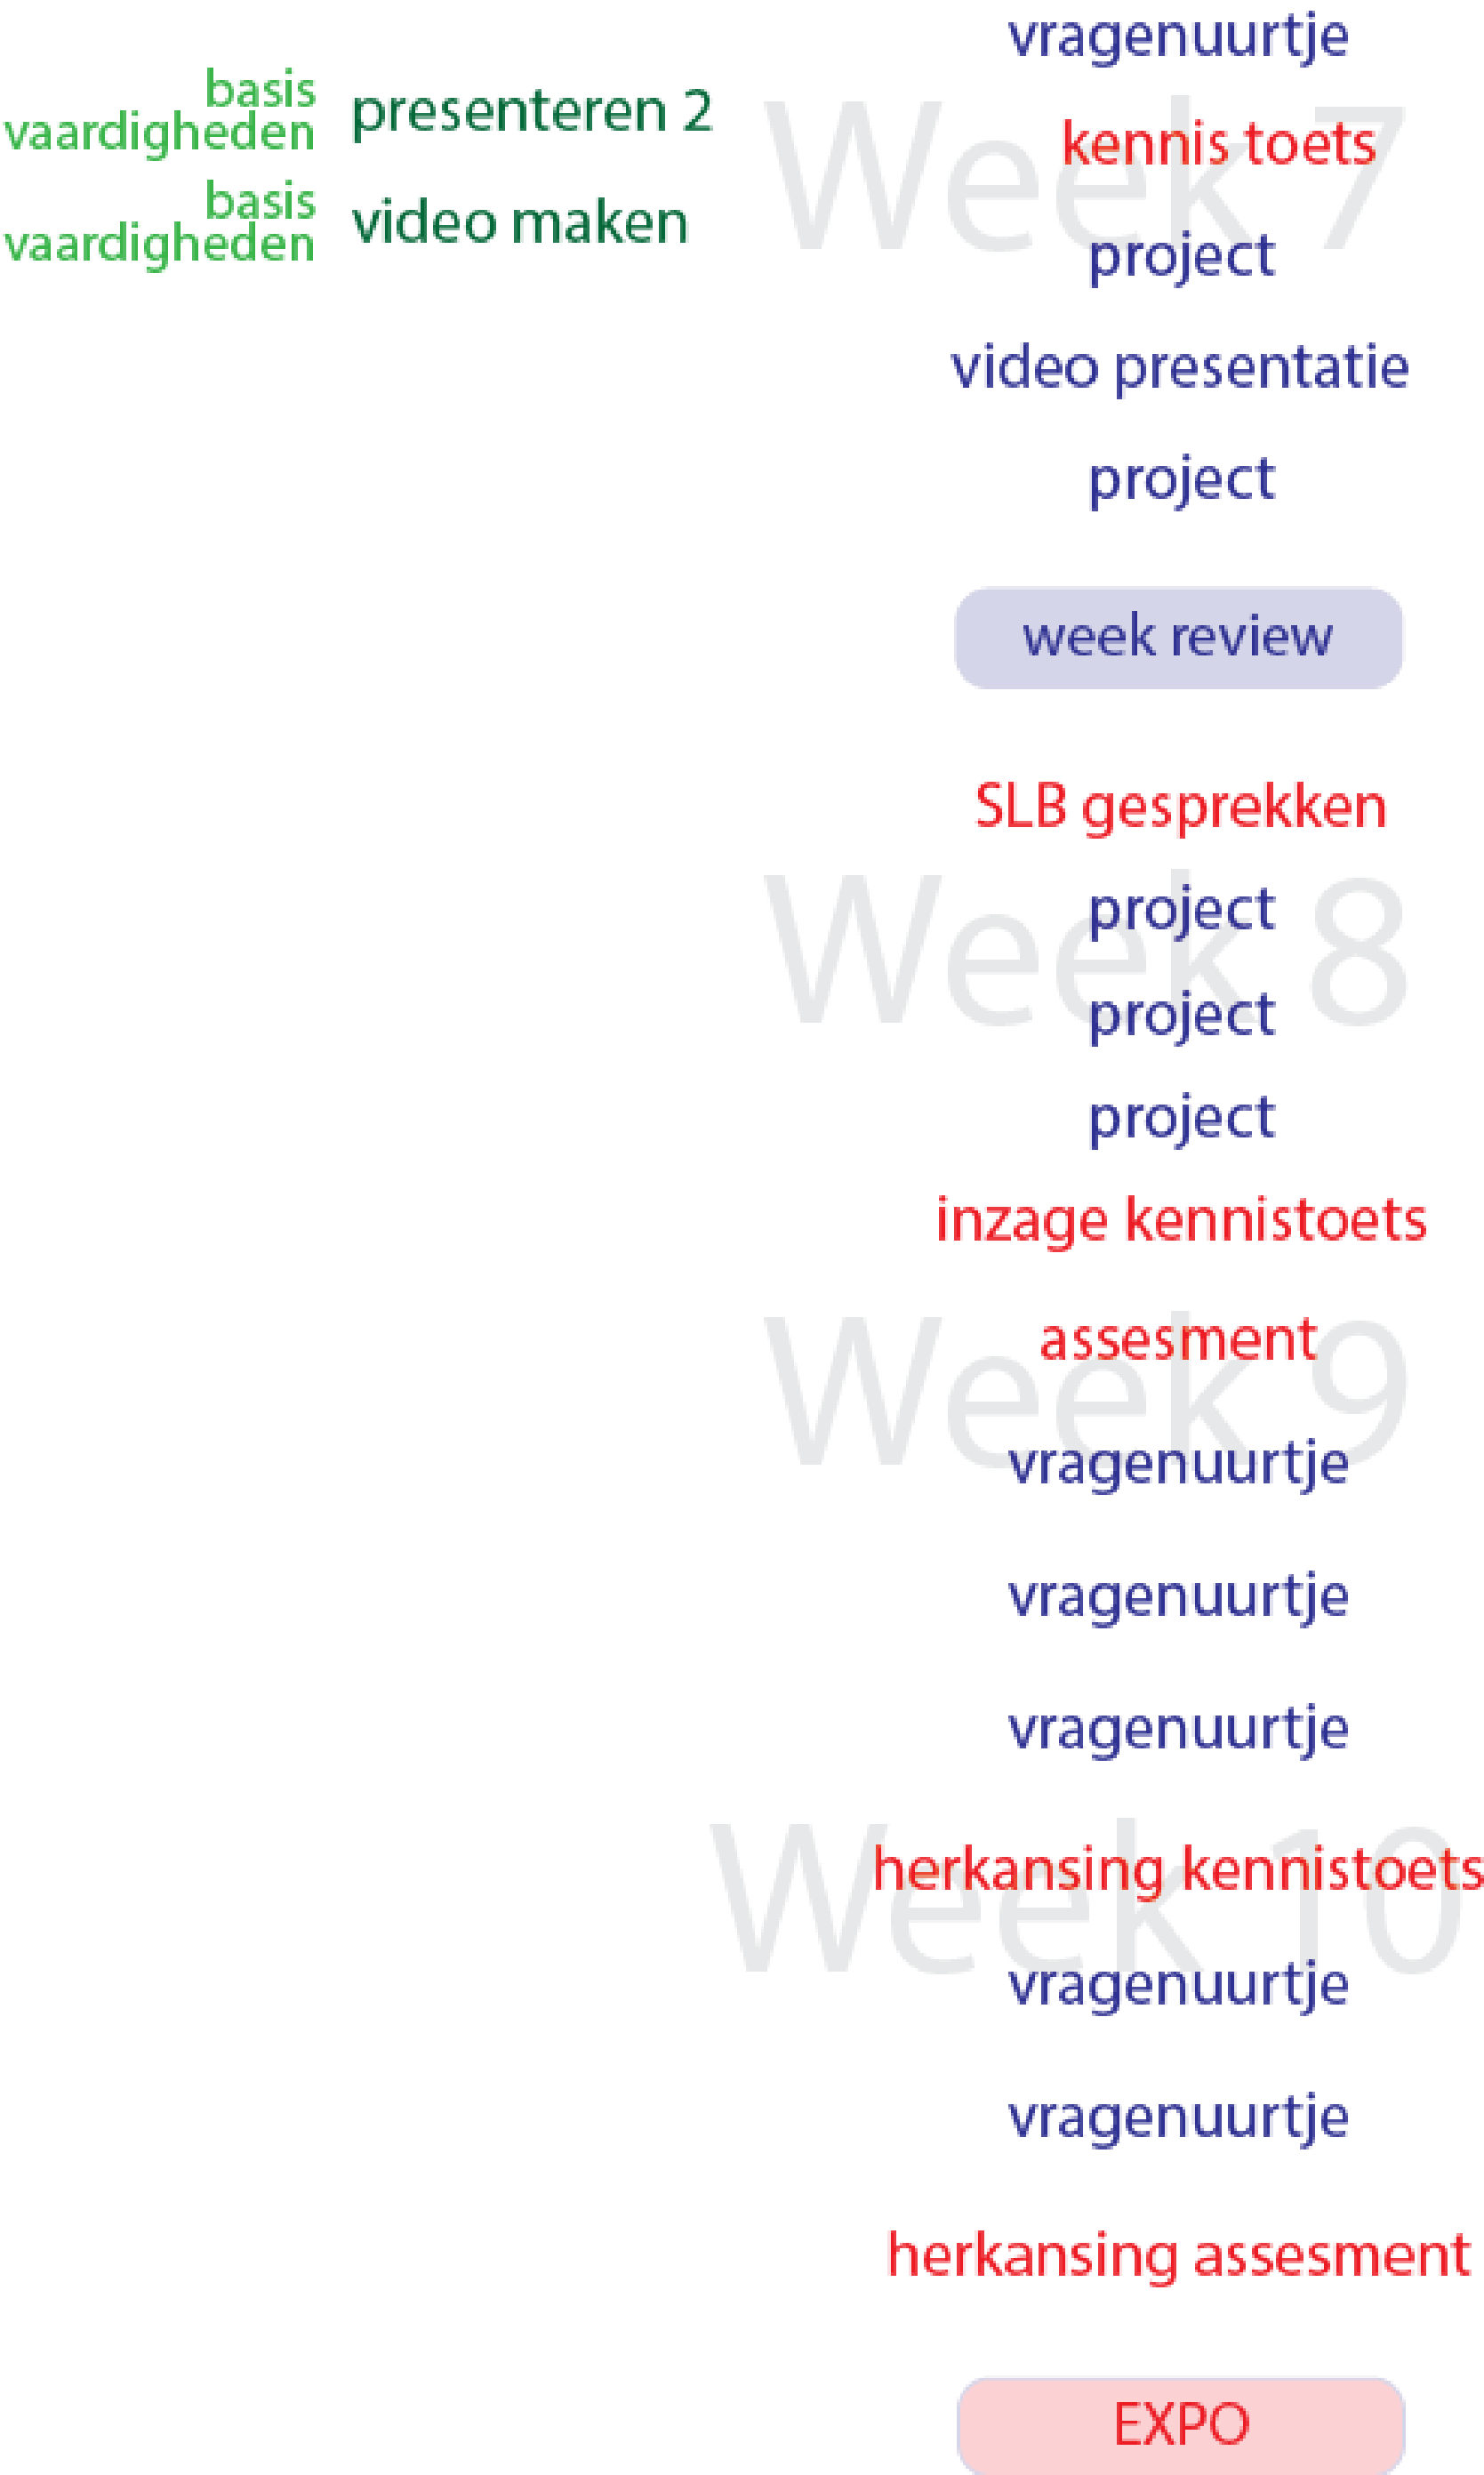 vragenuurtje
basis
vaardigheden
presenteren 2
Week 7
kennis toets
basis
vaardigheden
video maken
project
video presentatie
project
week review
SLB gesprekken
Week 8
project
project
project
inzage kennistoets
Week 9
assesment
vragenuurtje
vragenuurtje
vragenuurtje
Week 10
herkansing kennistoets
vragenuurtje
vragenuurtje
herkansing assesment
EXPO